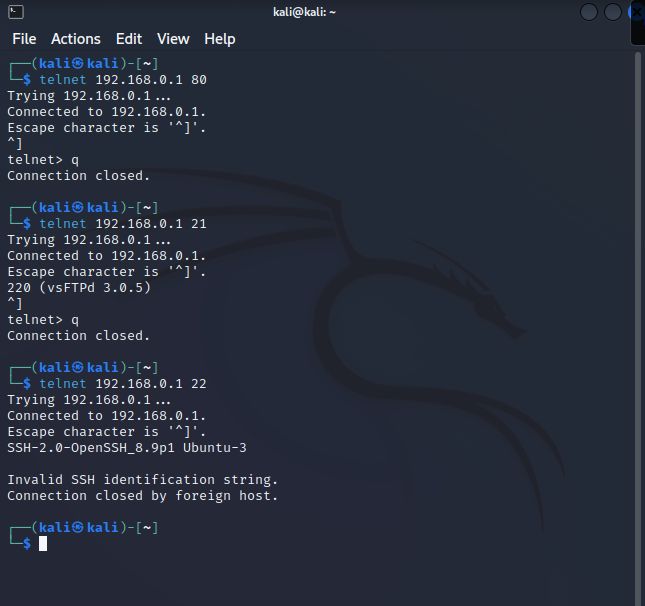 kali@kali: ~
File Actions Edit View Help
┌──(kali㉿kali)-[~]
└─$ telnet 192.168.0.1 80
Trying 192.168.0.1...
Connected to 192.168.0.1.
Escape character is '^]'.
^]
telnet> q
Connection closed.
┌──(kali㉿kali)-[~]
└─$ telnet 192.168.0.1 21
Trying 192.168.0.1...
Connected to 192.168.0.1.
Escape character is '^]'.
220 (vsFTPd 3.0.5)
^]
telnet> q
Connection closed.
┌──(kali㉿kali)-[~]
└─$ telnet 192.168.0.1 22
Trying 192.168.0.1...
Connected to 192.168.0.1.
Escape character is '^]'.
SSH-2.0-OpenSSH_8.9p1 Ubuntu-3
Invalid SSH identification string.
Connection closed by foreign host.
┌──(kali㉿kali)-[~]
└─$